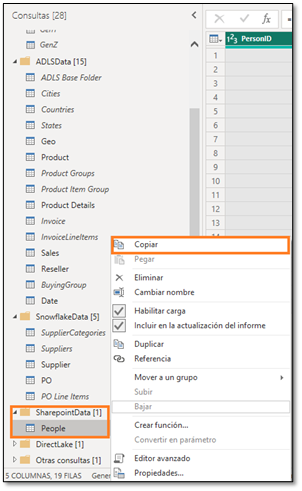 Consultas [28]
GenZ
ADLSData [15]
ADLS Base Folder
Cities
Countries
States
Geo
Product
Product Groups
Product Item Group
Product Details
Invoice
InvoiceLineItems
Sales
Reseller
BuyingGroup
Date
SnowflakeData [5]
SupplierCategories
Suppliers
Supplier
PO
PO Line Items
SharepointData [1]
People
DirectLake [1]
Otras consultas [1]
5 COLUMNAS, 19 FILAS Gener
fx =
1²3 PersonID
1
2
3
4
5
6
7
8
9
10
11
12
13
Copiar
Pegar
Eliminar
Cambiar nombre
Habilitar carga
Incluir en la actualización del informe
Duplicar
Referencia
Mover a un grupo
Subir
Bajar
Crear función...
Convertir en parámetro
Editor avanzado
Propiedades...